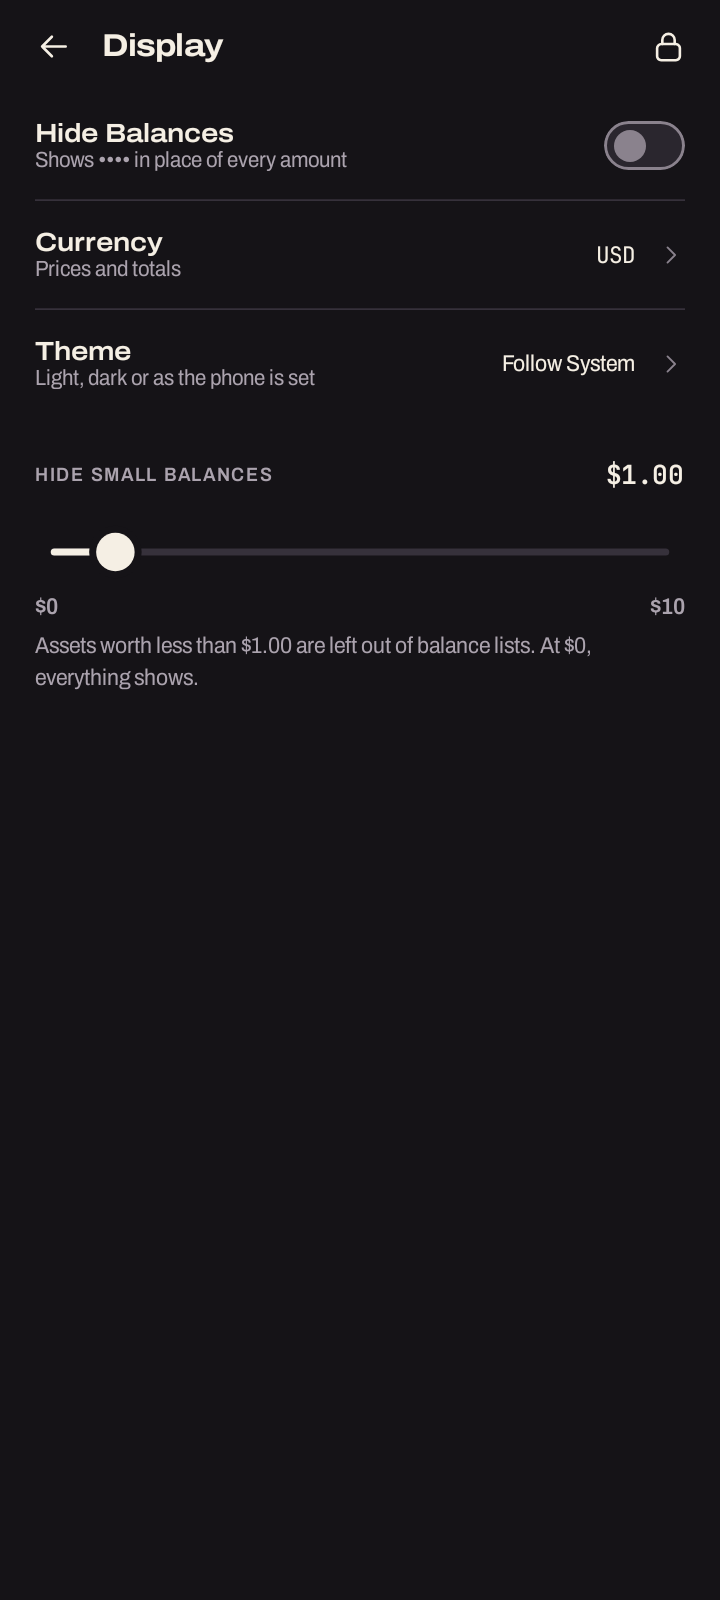 Display
Hide Balances
Shows •••• in place of every amount
Currency
Prices and totals
USD
Theme
Light, dark or as the phone is set
Follow System
HIDE SMALL BALANCES
$1.00
$0
$10
Assets worth less than $1.00 are left out of balance lists. At $0,
everything shows.